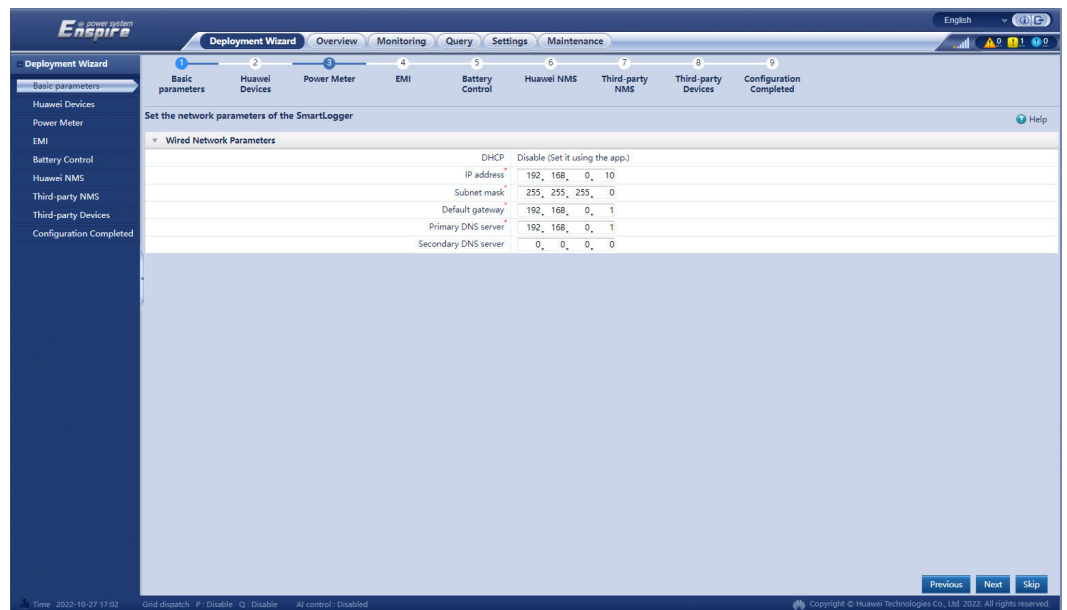 Enspire
e power system
English
Deployment Wizard Overview Monitoring Query Settings Maintenance
0 1 0
Deployment Wizard
Basic parameters
Huawei Devices
Power Meter
EMI
Battery Control
Huawei NMS
Third-party NMS
Third-party Devices
Configuration Completed
1 2 3 4 5 6 7 8 9
Basic parameters
Huawei Devices
Power Meter
EMI
Battery Control
Huawei NMS
Third-party NMS
Third-party Devices
Configuration Completed
Set the network parameters of the SmartLogger
Help
Wired Network Parameters
DHCP Disable (Set it using the app.)
IP address* 192. 168. 0. 10
Subnet mask* 255. 255. 255. 0
Default gateway* 192. 168. 0. 1
Primary DNS server* 192. 168. 0. 1
Secondary DNS server 0. 0. 0. 0
Previous Next Skip
Time 2022-10-27 17:02 Grid dispatch P : Disable Q : Disable AI control : Disabled Copyright © Huawei Technologies Co., Ltd. 2022. All rights reserved.